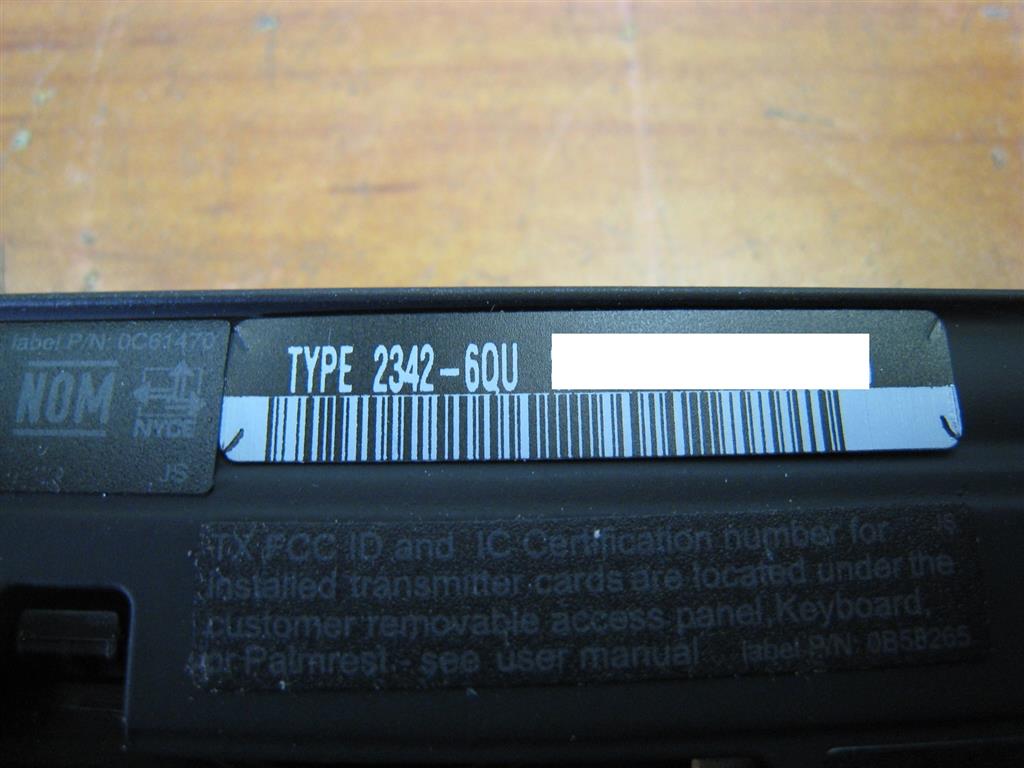 label P/N: 0C61470
NOM
NYCE
JS
TYPE 2342-6QU
TX FCC ID and IC Certification number for JS
installed transmitter cards are located under the
customer removable access panel, Keyboard,
or Palmrest - see user manual label P/N: 0B58265